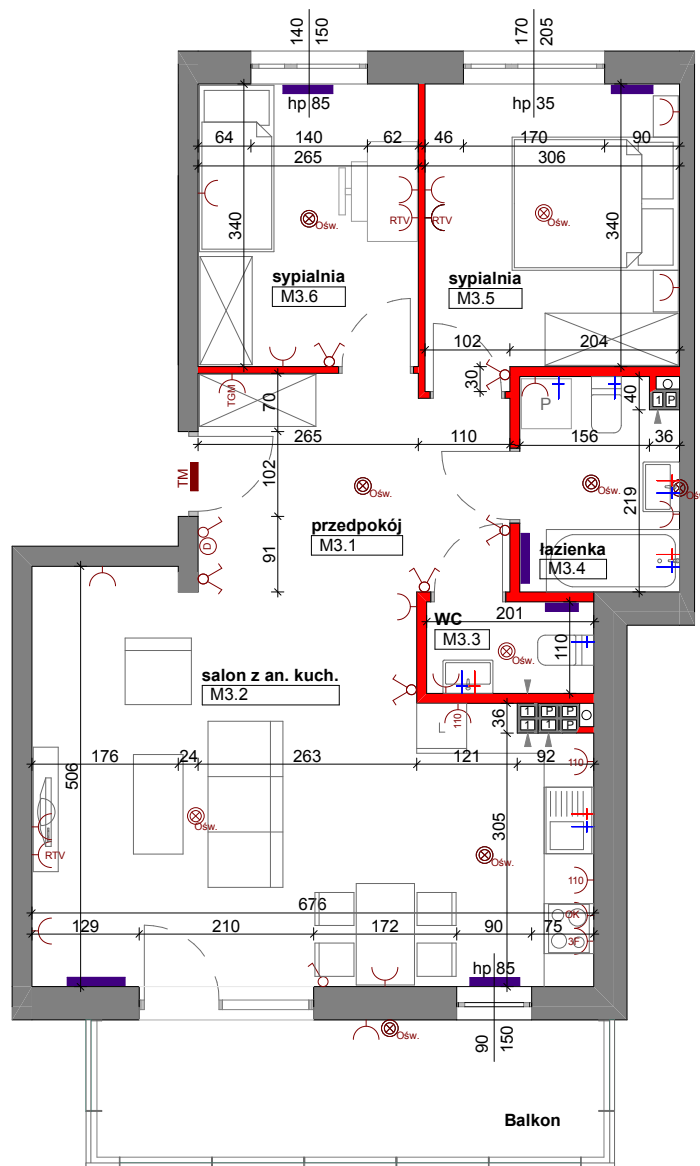 140
150
170
205
hp 85
hp 35
64
140
62
46
170
90
265
306
RTV
RTV
Ośw.
Ośw.
340
340
sypialnia
M3.6
sypialnia
M3.5
102
204
30
TGM
70
P
40
1 P
265
110
156
36
TM
102
Ośw.
Ośw.
Ośw.
219
przedpokój
M3.1
91
D
łazienka
M3.4
201
WC
M3.3
110
Ośw.
salon z an. kuch.
M3.2
110
36
1 P P
1 1 P
176
24
263
121
92
110
506
305
Ośw.
RTV
Ośw.
110
676
OK
129
210
172
90
75
3F
hp 85
Ośw.
90
150
Balkon